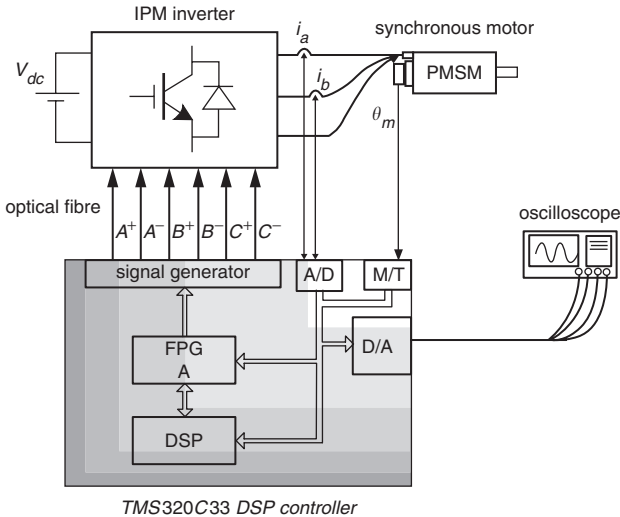 IPM inverter
synchronous motor
V_dc
i_a
i_b
PMSM
θ_m
optical fibre
A⁺ A⁻ B⁺ B⁻ C⁺ C⁻
oscilloscope
signal generator
A/D
M/T
FPG
A
D/A
DSP
TMS320C33 DSP controller